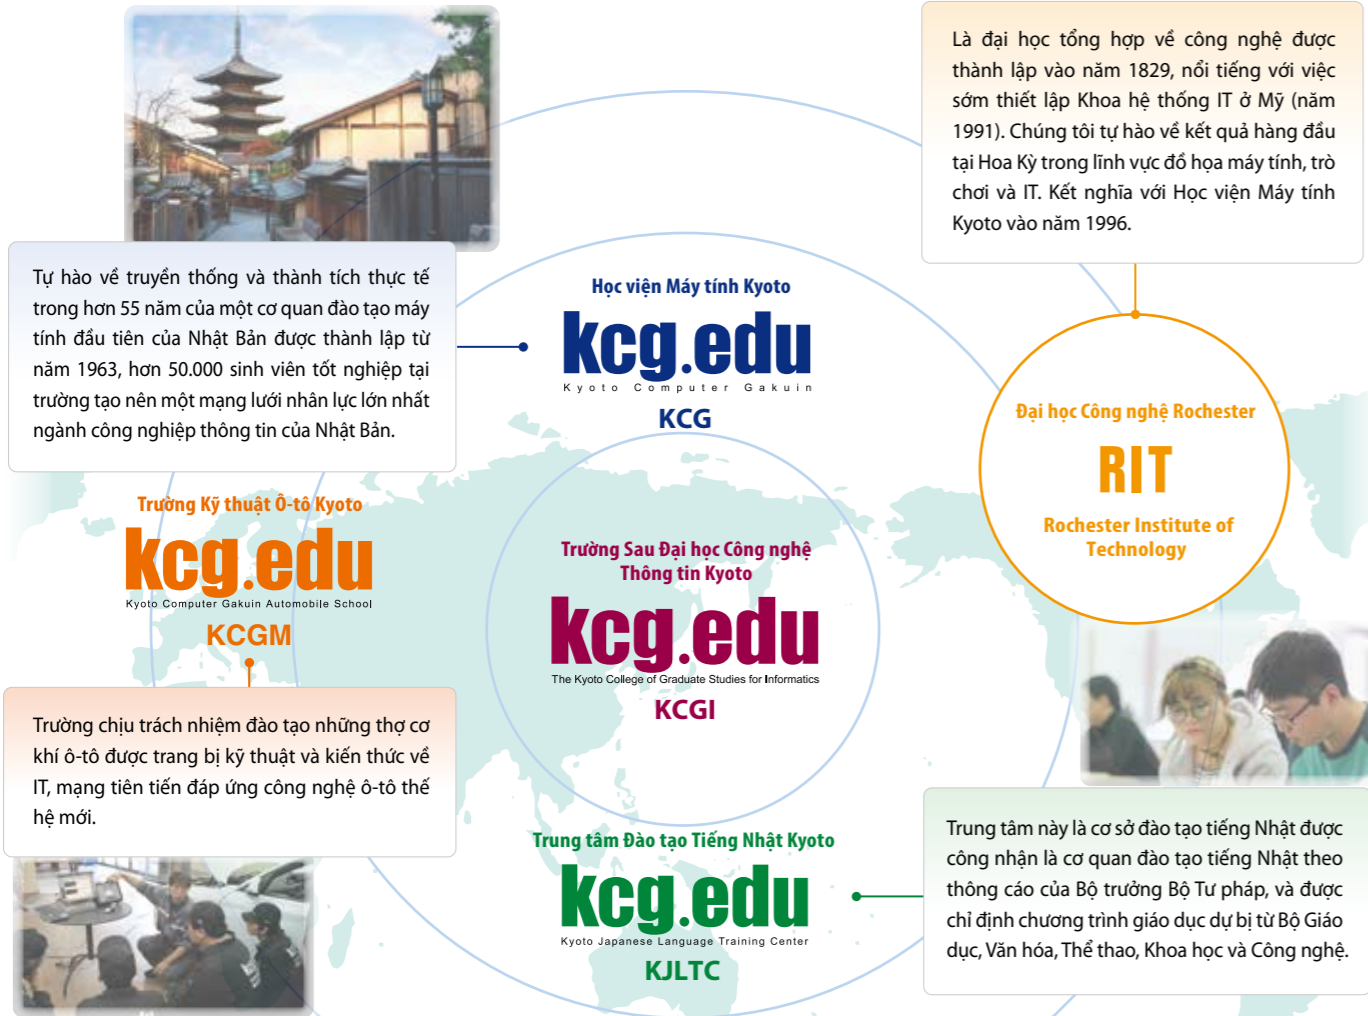 Là đại học tổng hợp về công nghệ được
thành lập vào năm 1829, nổi tiếng với việc
sớm thiết lập Khoa hệ thống IT ở Mỹ (năm
1991). Chúng tôi tự hào về kết quả hàng đầu
tại Hoa Kỳ trong lĩnh vực đồ họa máy tính, trò
chơi và IT. Kết nghĩa với Học viện Máy tính
Kyoto vào năm 1996.
Tự hào về truyền thống và thành tích thực tế
trong hơn 55 năm của một cơ quan đào tạo máy
tính đầu tiên của Nhật Bản được thành lập từ
năm 1963, hơn 50.000 sinh viên tốt nghiệp tại
trường tạo nên một mạng lưới nhân lực lớn nhất
ngành công nghiệp thông tin của Nhật Bản.
Học viện Máy tính Kyoto
kcg.edu
Kyoto Computer Gakuin
KCG
Đại học Công nghệ Rochester
RIT
Rochester Institute of
Technology
Trường Kỹ thuật Ô-tô Kyoto
kcg.edu
Kyoto Computer Gakuin Automobile School
KCGM
Trường Sau Đại học Công nghệ
Thông tin Kyoto
kcg.edu
The Kyoto College of Graduate Studies for Informatics
KCGI
Trường chịu trách nhiệm đào tạo những thợ cơ
khí ô-tô được trang bị kỹ thuật và kiến thức về
IT, mạng tiên tiến đáp ứng công nghệ ô-tô thế
hệ mới.
Trung tâm Đào tạo Tiếng Nhật Kyoto
kcg.edu
Kyoto Japanese Language Training Center
KJLTC
Trung tâm này là cơ sở đào tạo tiếng Nhật được
công nhận là cơ quan đào tạo tiếng Nhật theo
thông cáo của Bộ trưởng Bộ Tư pháp, và được
chỉ định chương trình giáo dục dự bị từ Bộ Giáo
dục, Văn hóa, Thể thao, Khoa học và Công nghệ.